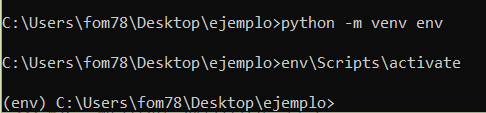 C:\Users\fom78\Desktop\ejemplo>python -m venv env
C:\Users\fom78\Desktop\ejemplo>env\Scripts\activate
(env) C:\Users\fom78\Desktop\ejemplo>